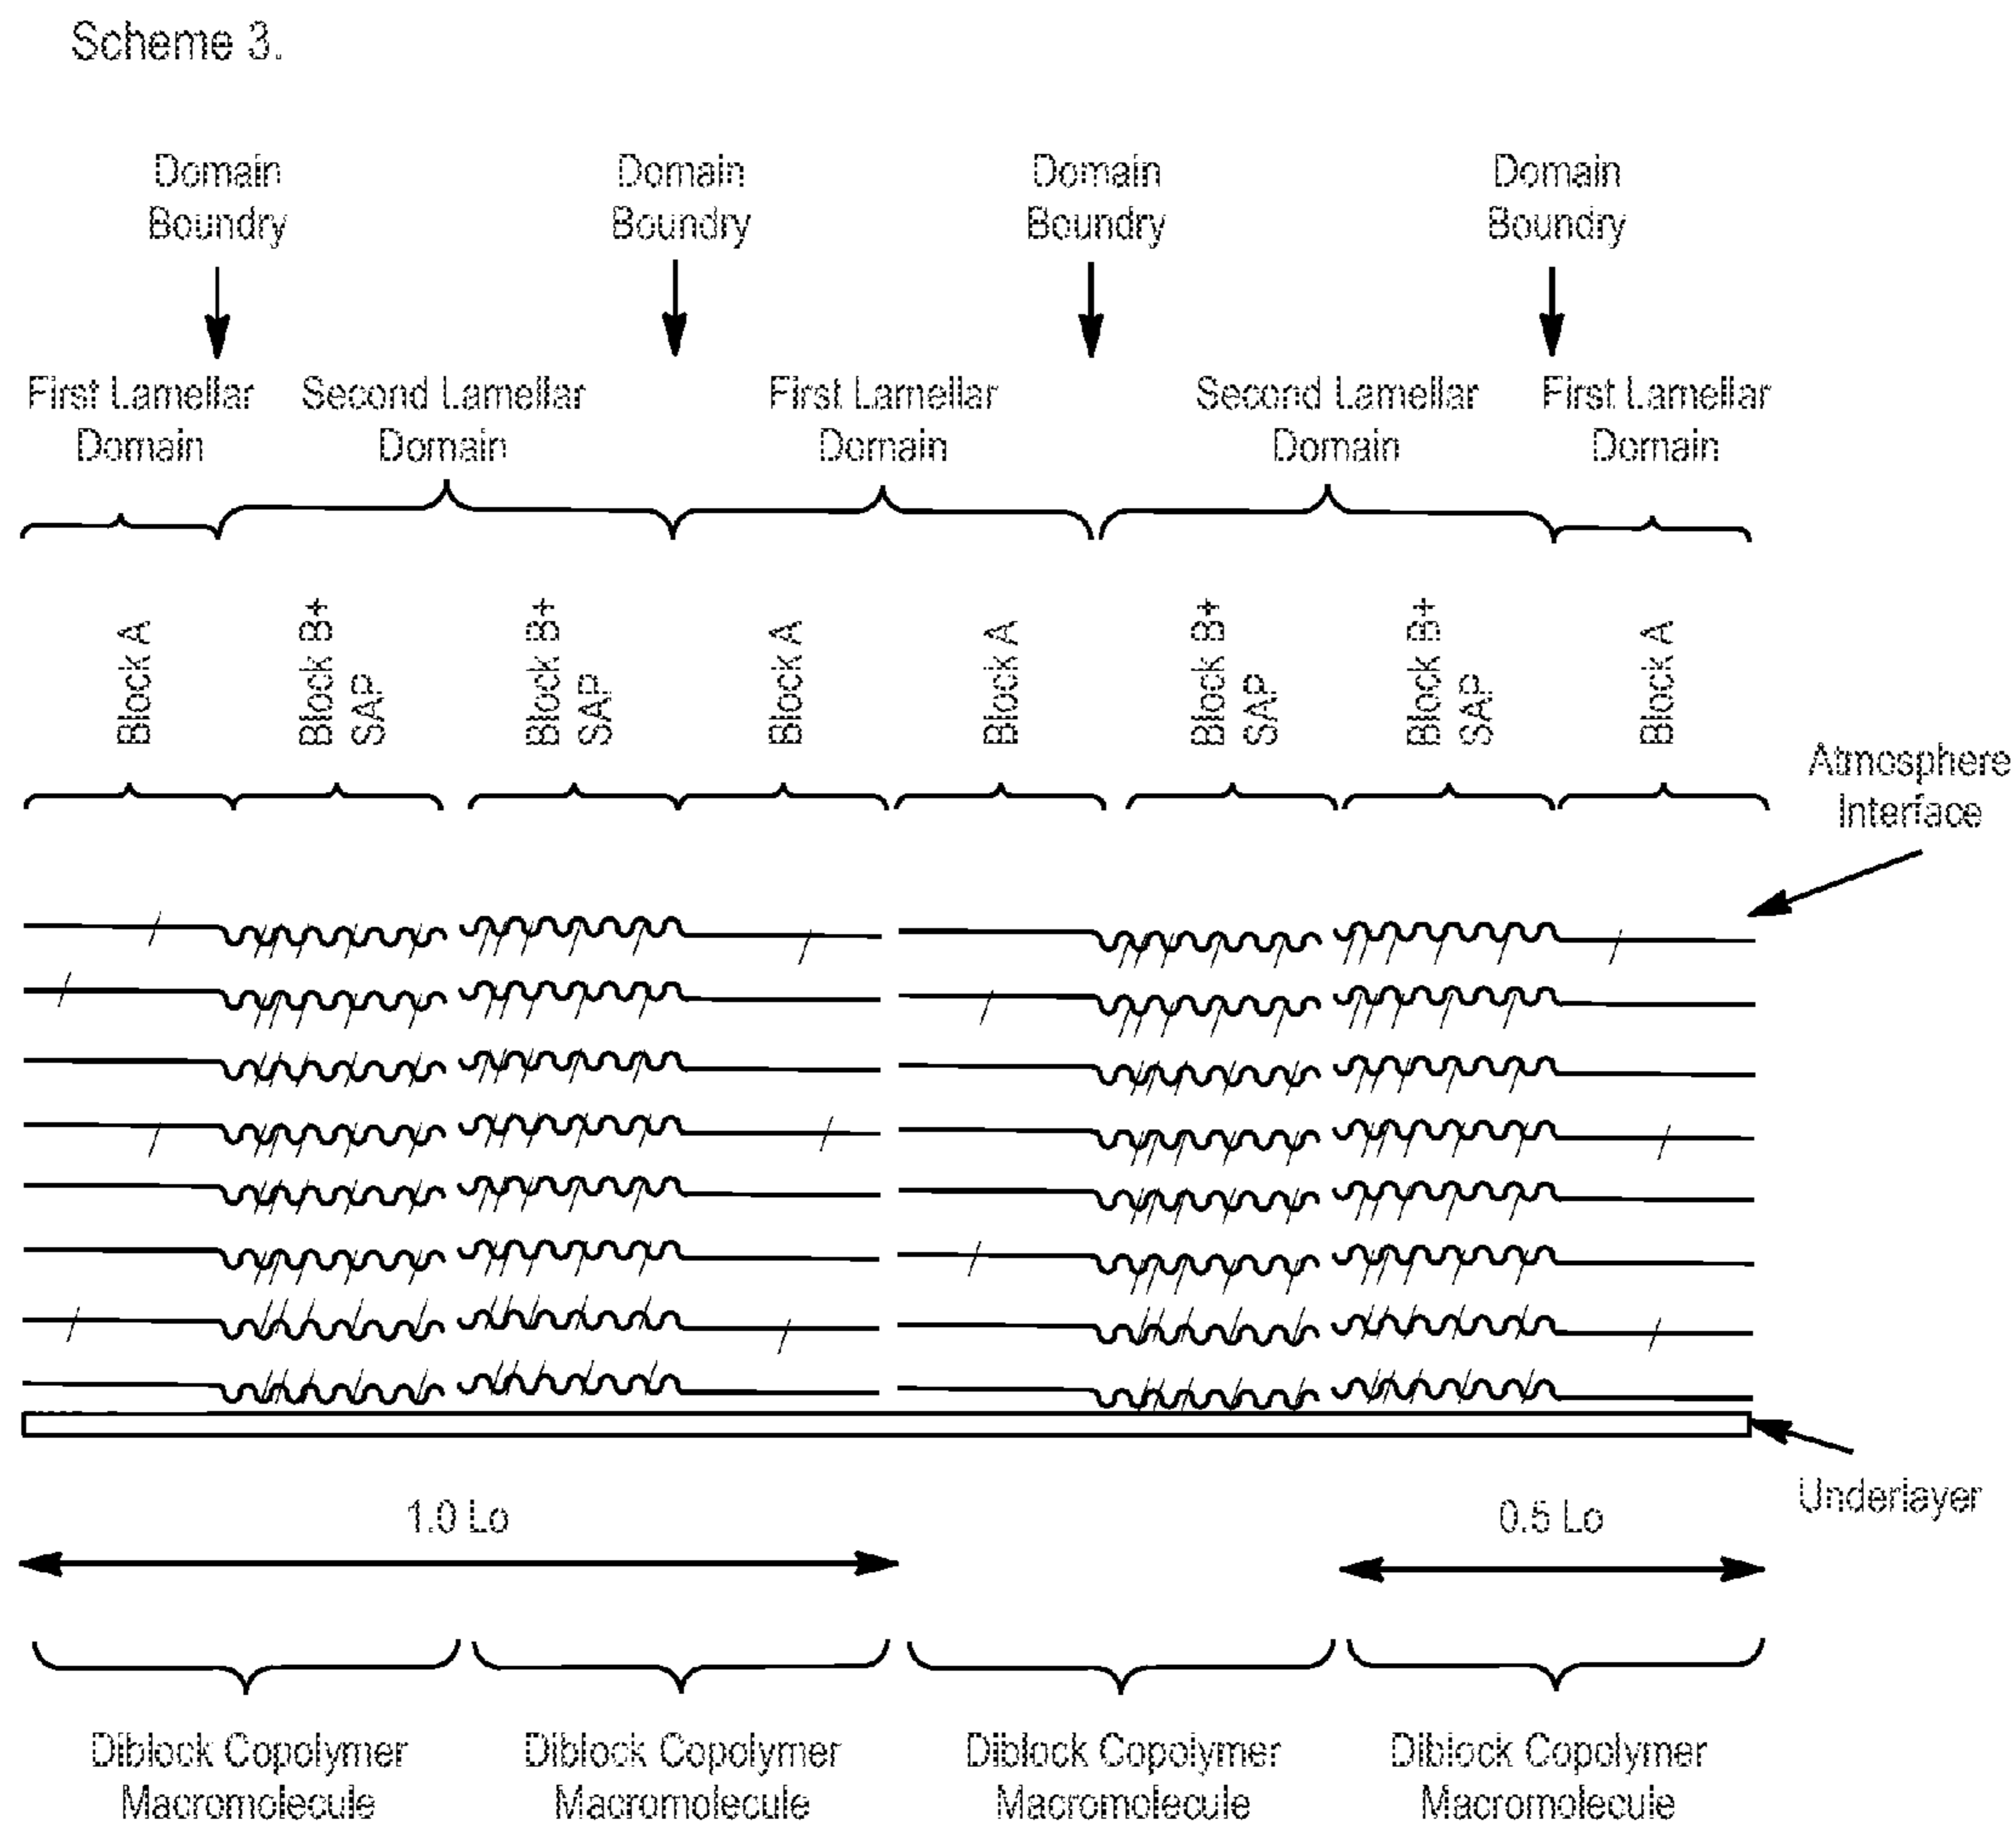 Scheme 3.
Domain
Boundry
Domain
Boundry
Domain
Boundry
Domain
Boundry
First Lamellar
Domain
Second Lamellar
Domain
First Lamellar
Domain
Second Lamellar
Domain
First Lamellar
Domain
Block A
Block B+
SAP
Block B+
SAP
Block A
Block A
Block B+
SAP
Block B+
SAP
Block A
Atmosphere
Interface
Underlayer
1.0 Lo
0.5 Lo
Diblock Copolymer
Macromolecule
Diblock Copolymer
Macromolecule
Diblock Copolymer
Macromolecule
Diblock Copolymer
Macromolecule